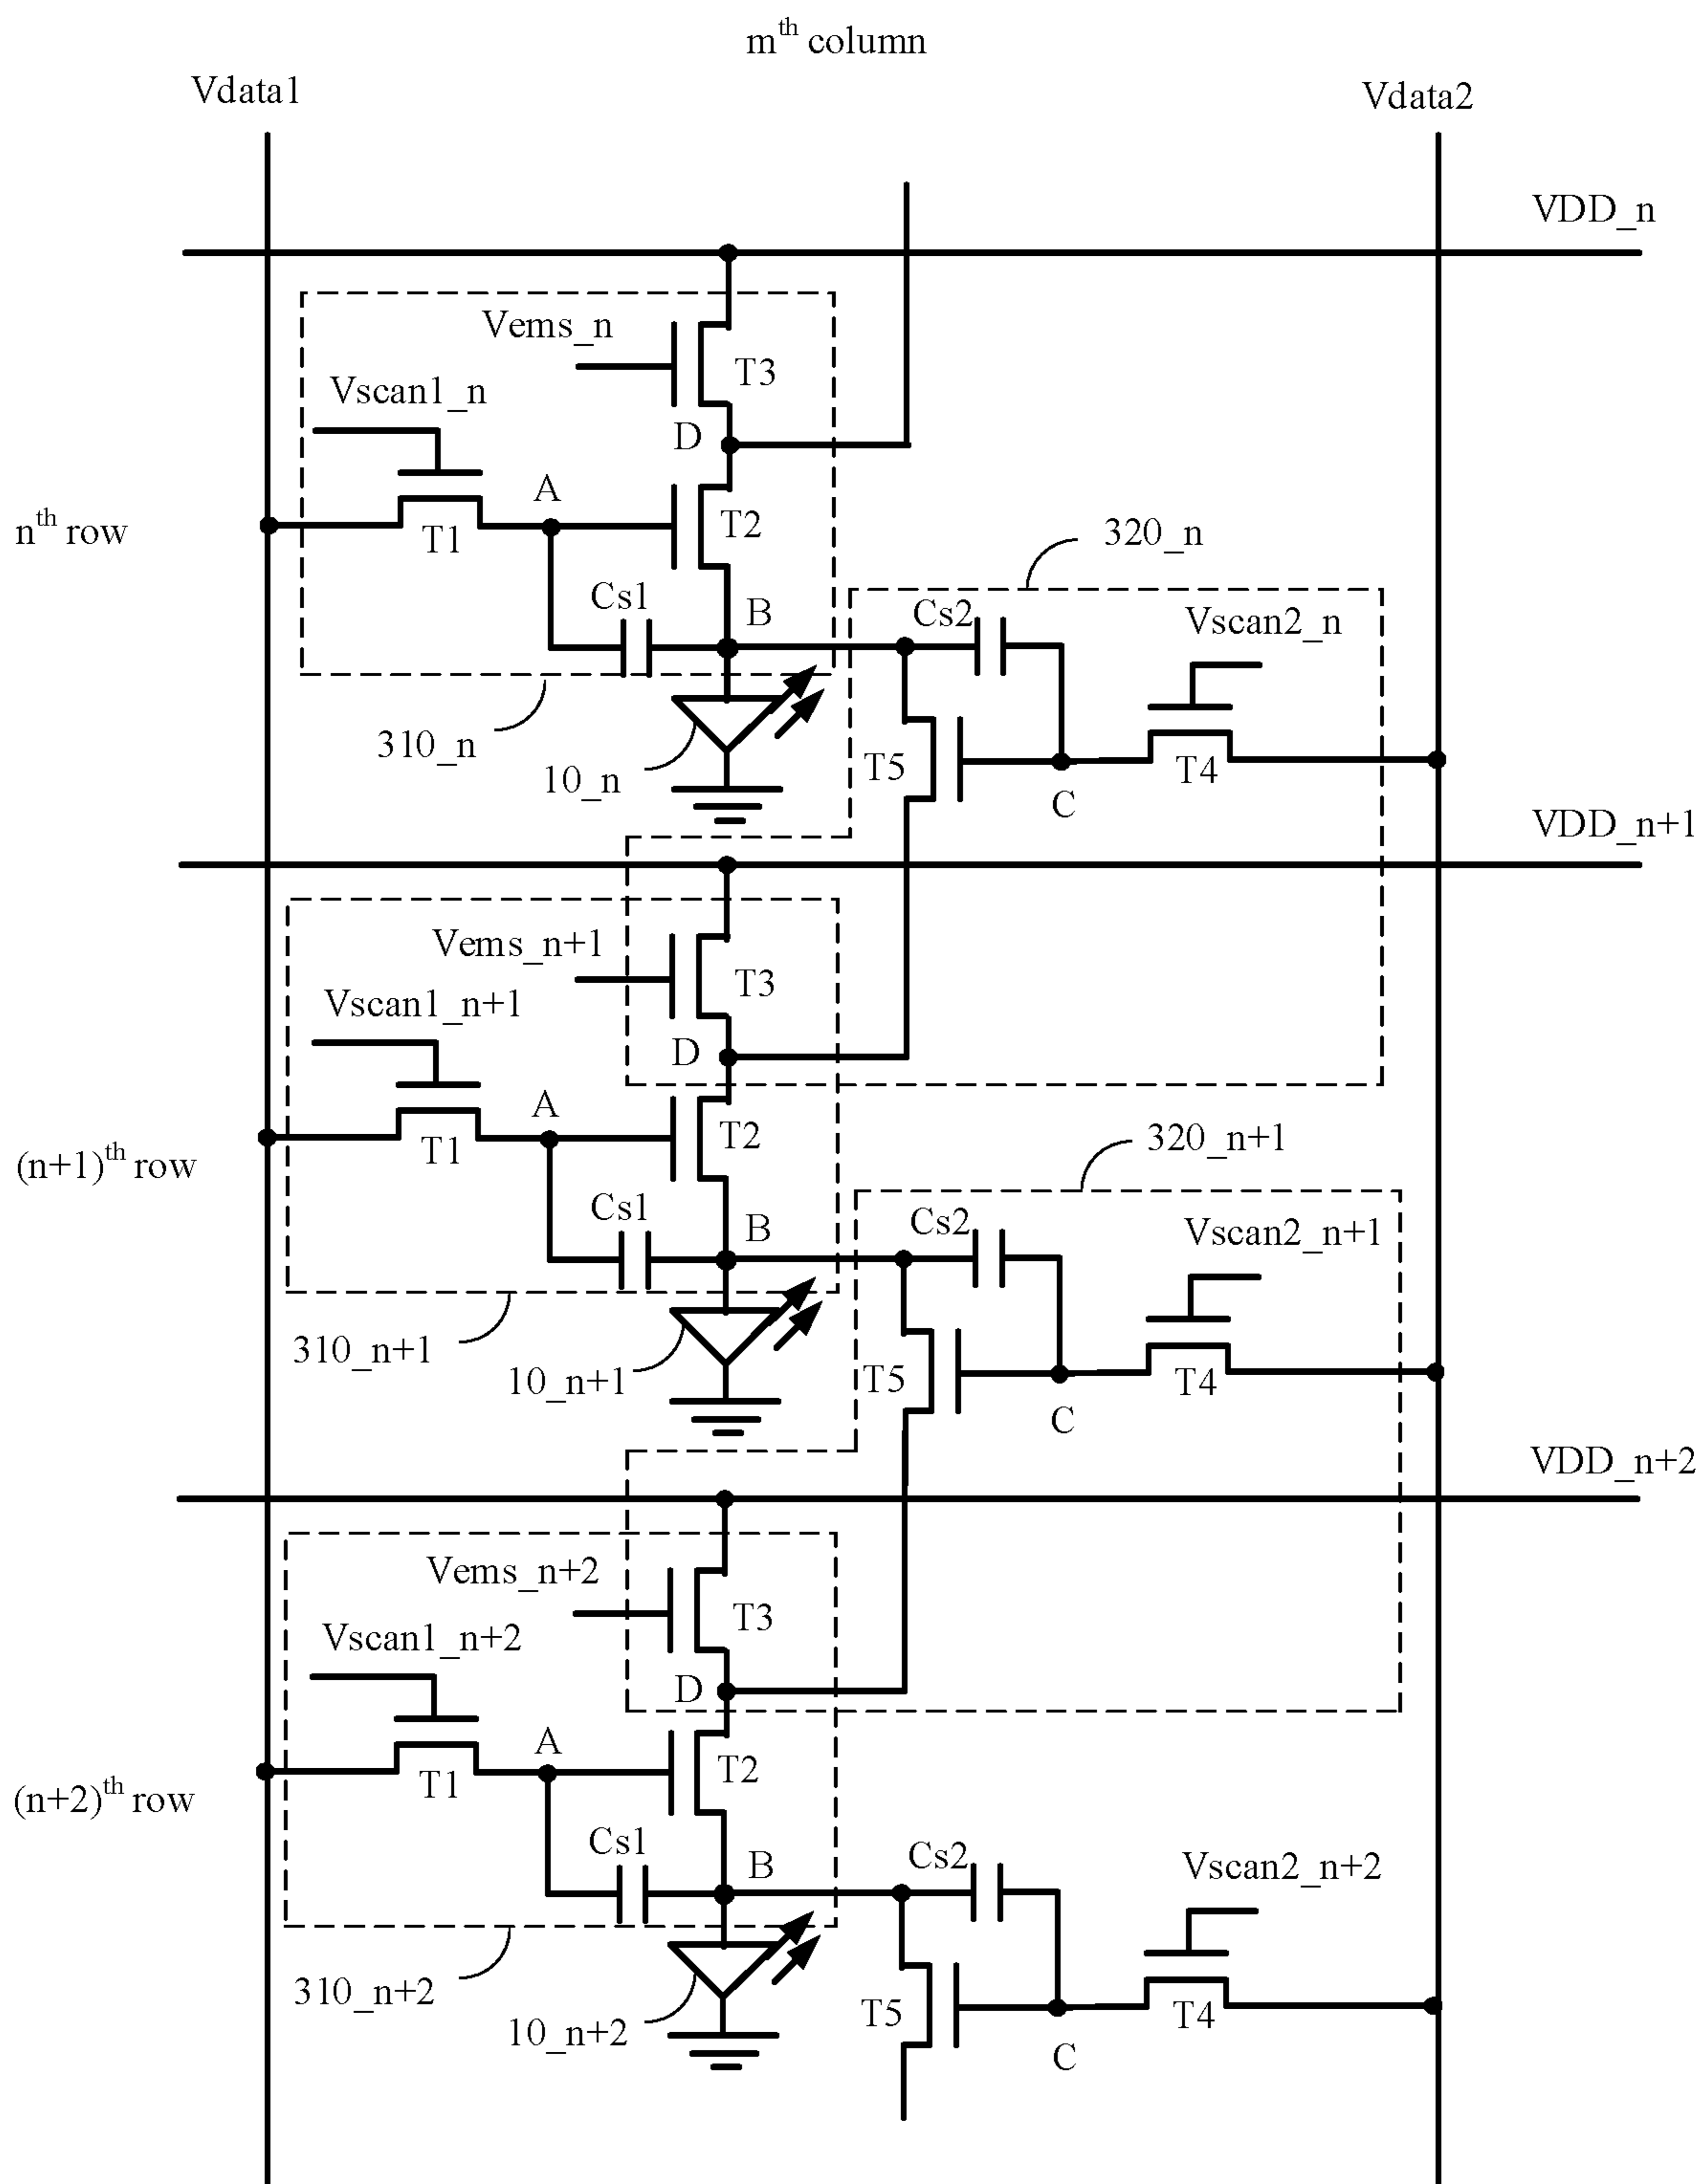 mth column
Vdata1
Vdata2
VDD_n
Vems_n
T3
Vscan1_n
D
A
T2
nth row
T1
320_n
Cs1
B
Cs2
Vscan2_n
310_n
10_n
T5
T4
C
VDD_n+1
Vems_n+1
T3
Vscan1_n+1
D
A
T2
(n+1)th row
T1
320_n+1
Cs1
B
Cs2
Vscan2_n+1
310_n+1
10_n+1
T5
T4
C
VDD_n+2
Vems_n+2
T3
Vscan1_n+2
D
A
T2
(n+2)th row
T1
Cs1
B
Cs2
Vscan2_n+2
310_n+2
10_n+2
T5
T4
C